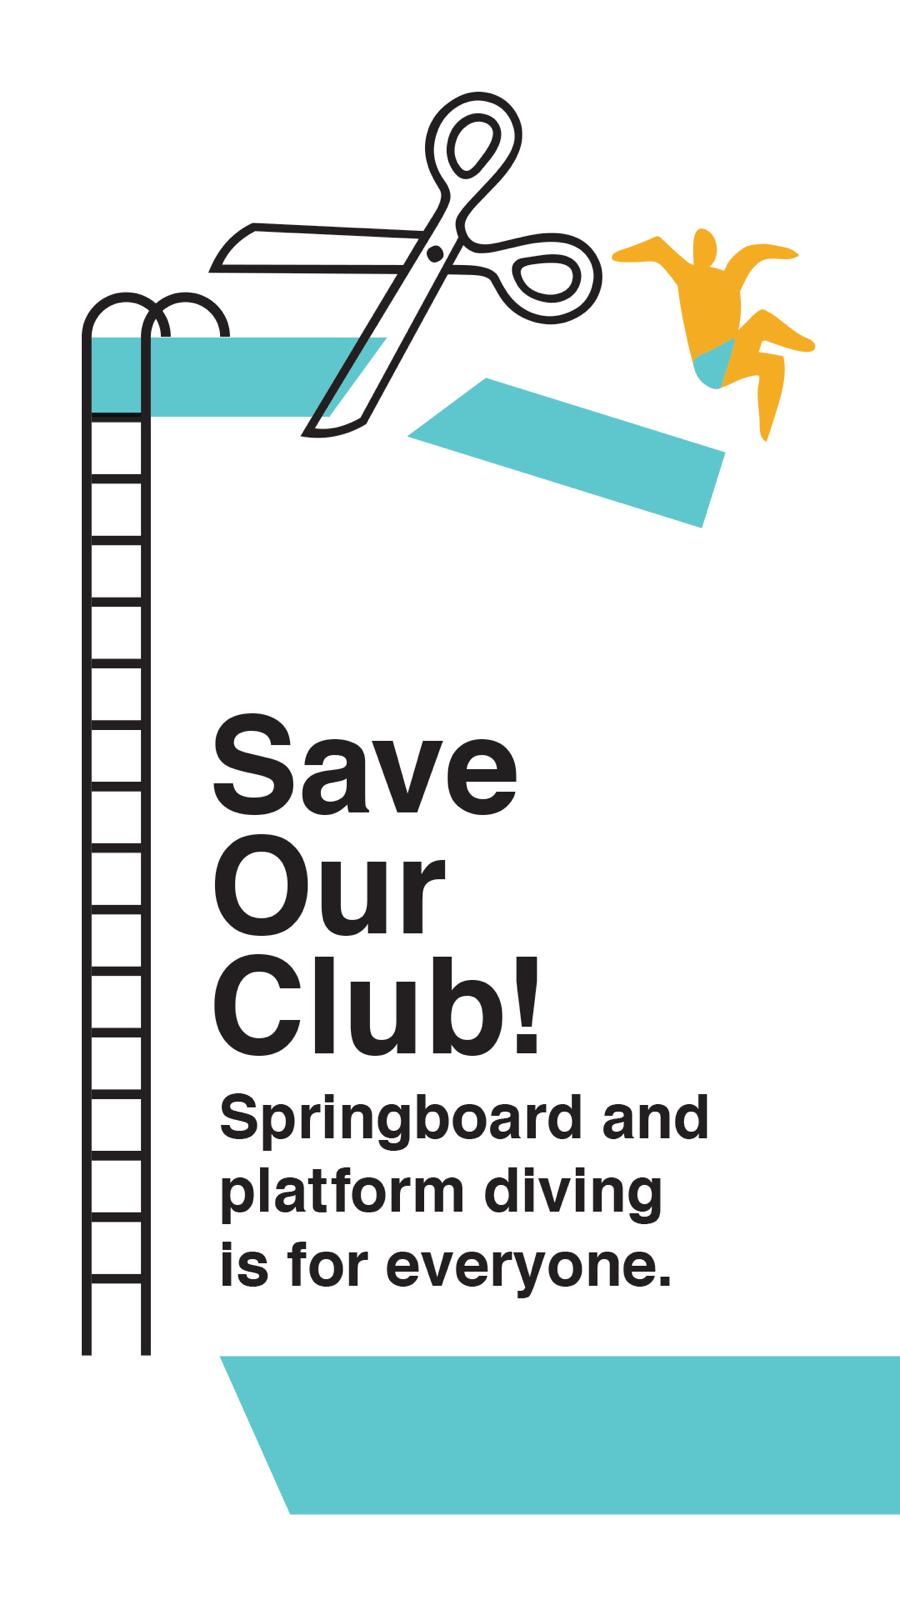 Save
Our
Club!
Springboard and
platform diving
is for everyone.